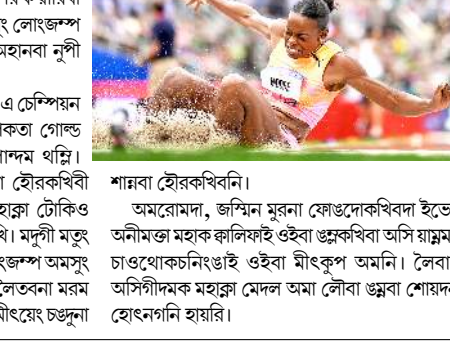 ং লোংজম্প
মহানবা নুপী
এ চেম্পিয়ন
কতা গোল্ড
পান্দম থম্লি।
হৌরকখিবী
টোকিও
মদুগী মতুং
ংজম্প অমসুং
লৈতবনা মরম
মীৎয়েং চঙদুনা
MOORE
শান্নবা হৌরকখিবনি।
অমরোমদা, জস্মিন মুরনা ফোঙদোকখিবদা ইভে
অনীমক্তা মহাক ক্বালিফাই ওইবা ঙম্লকখিবা অসি য়াম্ন
চাওথোকচনিংঙাই ওইবা মীৎকুপ অমনি। লৈবা
অসিগীদমক মহাক্না মেদল অমা লৌবা ঙম্নবা শোয়দ
হোৎনগনি হায়রি।